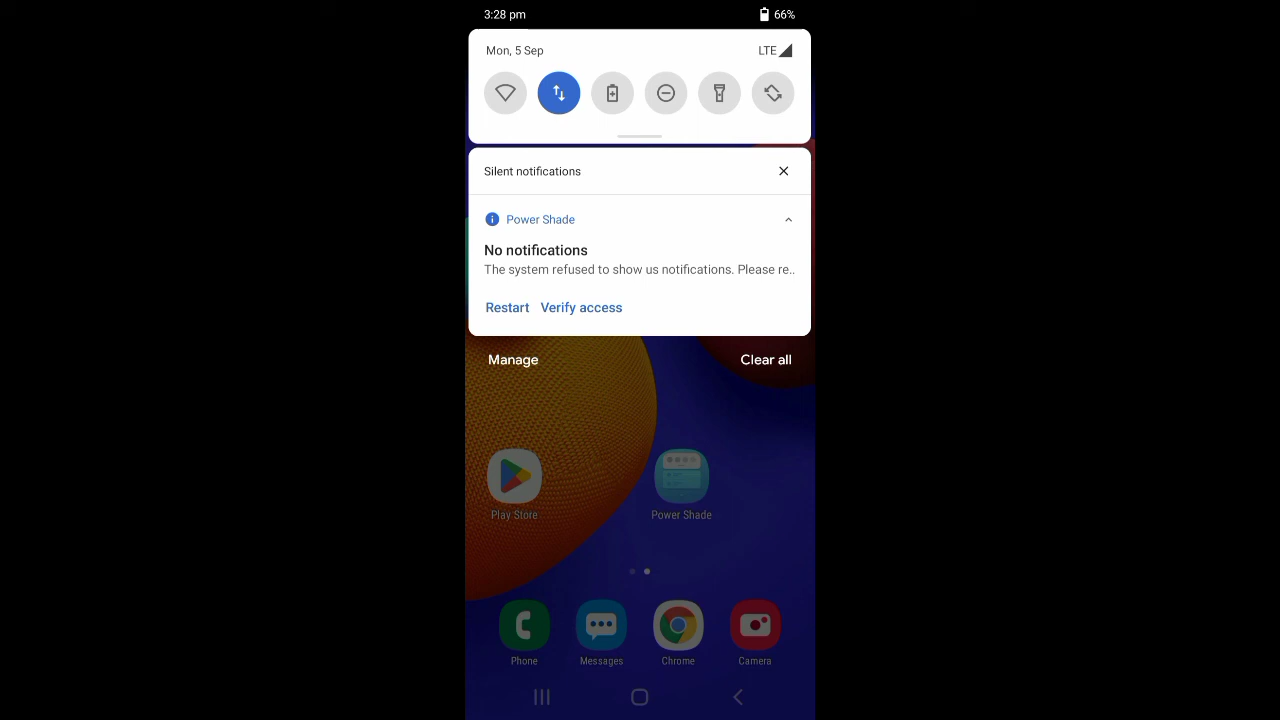 3:28 pm 66%
Mon, 5 Sep LTE
Silent notifications
Power Shade
No notifications
The system refused to show us notifications. Please re..
Restart Verify access
Manage Clear all
Play Store Power Shade
Phone Messages Chrome Camera